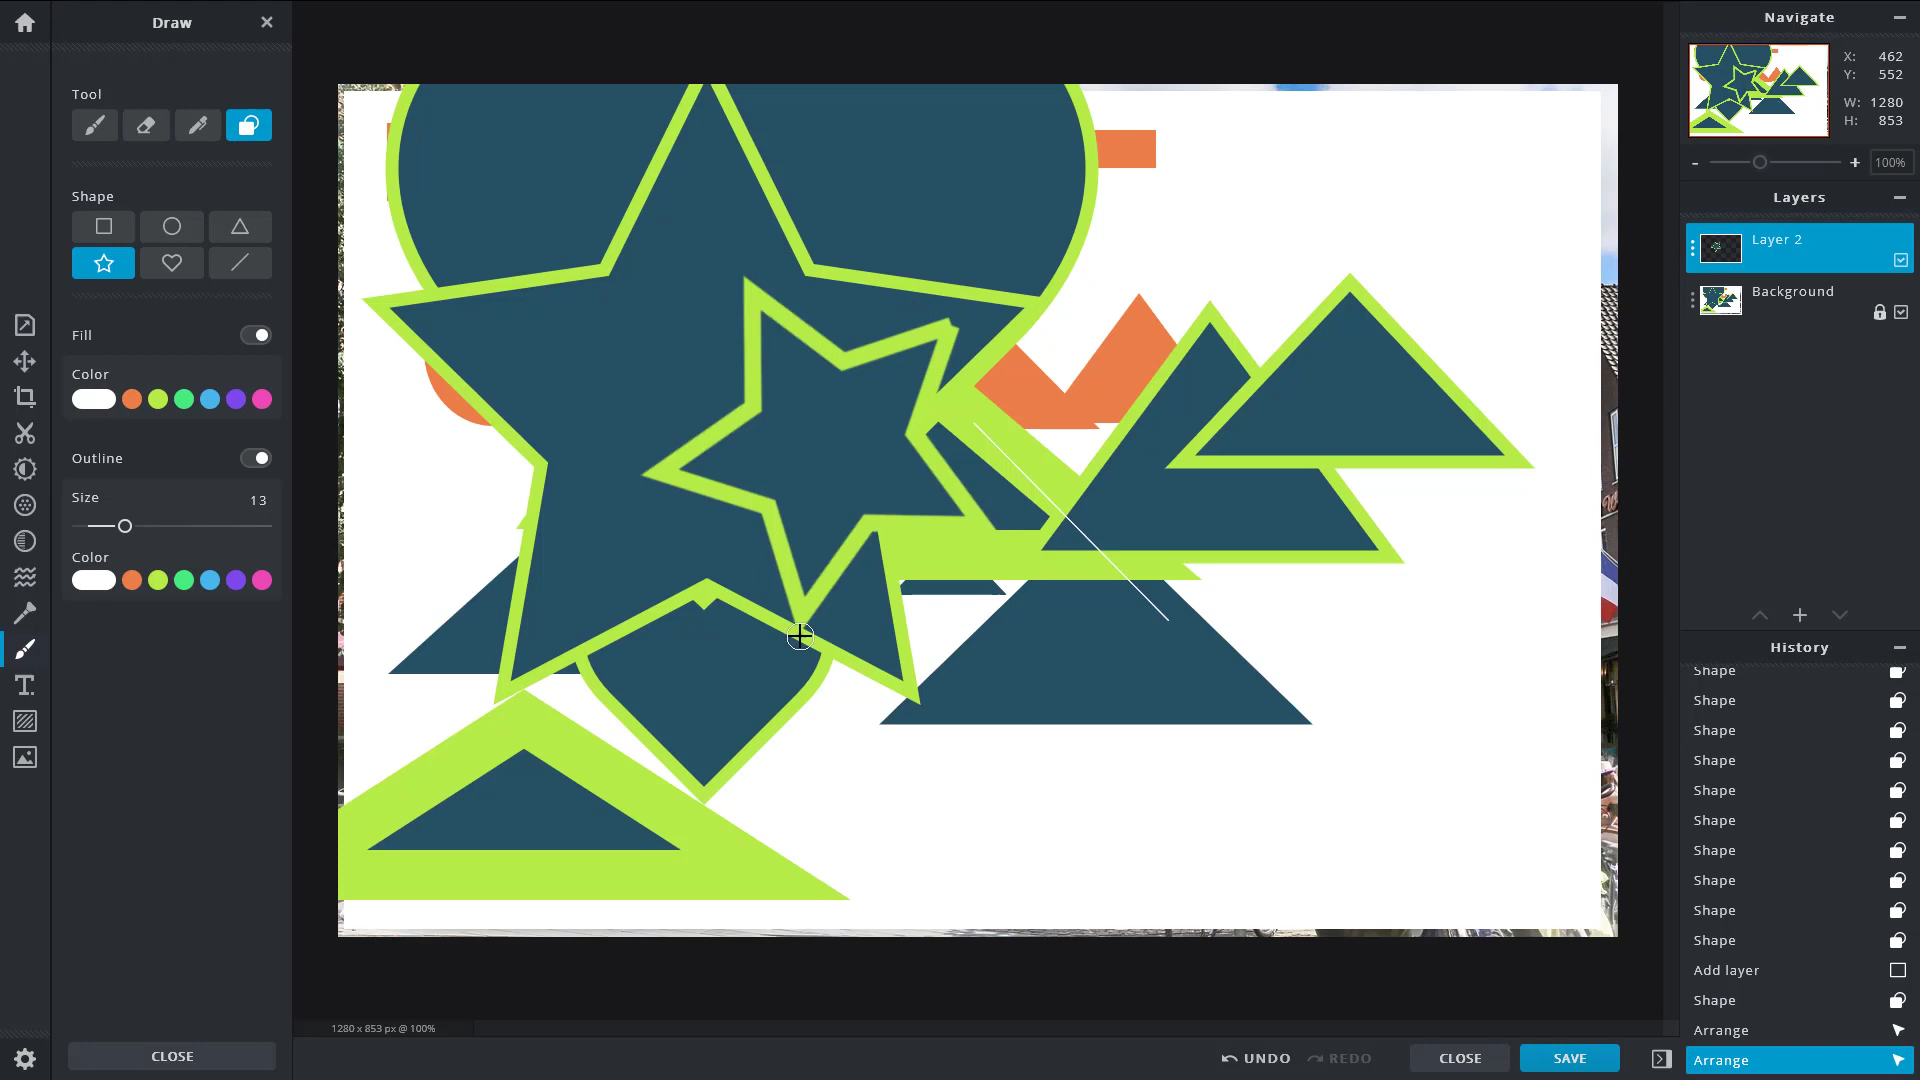 Draw
Tool
Shape
Fill
Color
Outline
Size 13
Color
CLOSE
1280 x 853 px @ 100%
UNDO REDO CLOSE SAVE
Navigate
X: 462
Y: 552
W: 1280
H: 853
- + 100%
Layers
Layer 2
Background
History
Shape
Shape
Shape
Shape
Shape
Shape
Shape
Shape
Shape
Shape
Add layer
Shape
Arrange
Arrange